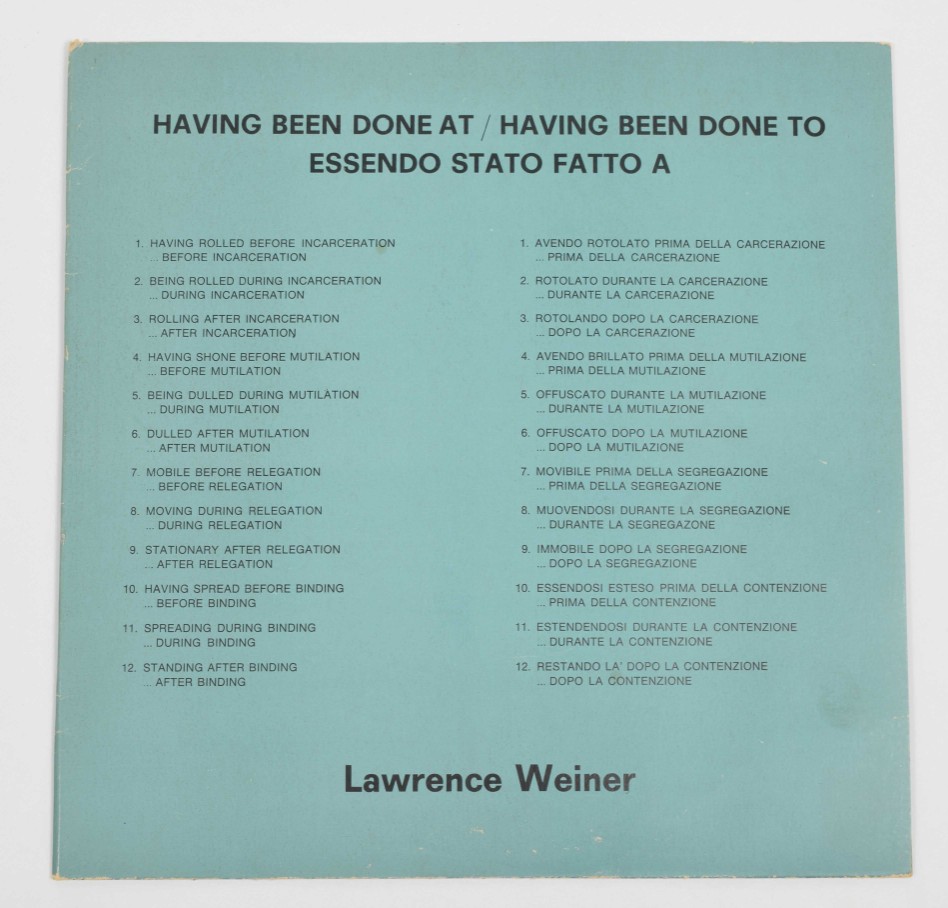 HAVING BEEN DONE AT / HAVING BEEN DONE TO
ESSENDO STATO FATTO A
1. HAVING ROLLED BEFORE INCARCERATION
... BEFORE INCARCERATION
2. BEING ROLLED DURING INCARCERATION
... DURING INCARCERATION
3. ROLLING AFTER INCARCERATION
... AFTER INCARCERATION
4. HAVING SHONE BEFORE MUTILATION
... BEFORE MUTILATION
5. BEING DULLED DURING MUTILATION
... DURING MUTILATION
6. DULLED AFTER MUTILATION
... AFTER MUTILATION
7. MOBILE BEFORE RELEGATION
... BEFORE RELEGATION
8. MOVING DURING RELEGATION
... DURING RELEGATION
9. STATIONARY AFTER RELEGATION
... AFTER RELEGATION
10. HAVING SPREAD BEFORE BINDING
... BEFORE BINDING
11. SPREADING DURING BINDING
... DURING BINDING
12. STANDING AFTER BINDING
... AFTER BINDING
1. AVENDO ROTOLATO PRIMA DELLA CARCERAZIONE
... PRIMA DELLA CARCERAZIONE
2. ROTOLATO DURANTE LA CARCERAZIONE
... DURANTE LA CARCERAZIONE
3. ROTOLANDO DOPO LA CARCERAZIONE
... DOPO LA CARCERAZIONE
4. AVENDO BRILLATO PRIMA DELLA MUTILAZIONE
... PRIMA DELLA MUTILAZIONE
5. OFFUSCATO DURANTE LA MUTILAZIONE
... DURANTE LA MUTILAZIONE
6. OFFUSCATO DOPO LA MUTILAZIONE
... DOPO LA MUTILAZIONE
7. MOVIBILE PRIMA DELLA SEGREGAZIONE
... PRIMA DELLA SEGREGAZIONE
8. MUOVENDOSI DURANTE LA SEGREGAZIONE
... DURANTE LA SEGREGAZONE
9. IMMOBILE DOPO LA SEGREGAZIONE
... DOPO LA SEGREGAZIONE
10. ESSENDOSI ESTESO PRIMA DELLA CONTENZIONE
... PRIMA DELLA CONTENZIONE
11. ESTENDENDOSI DURANTE LA CONTENZIONE
... DURANTE LA CONTENZIONE
12. RESTANDO LA' DOPO LA CONTENZIONE
... DOPO LA CONTENZIONE
Lawrence Weiner